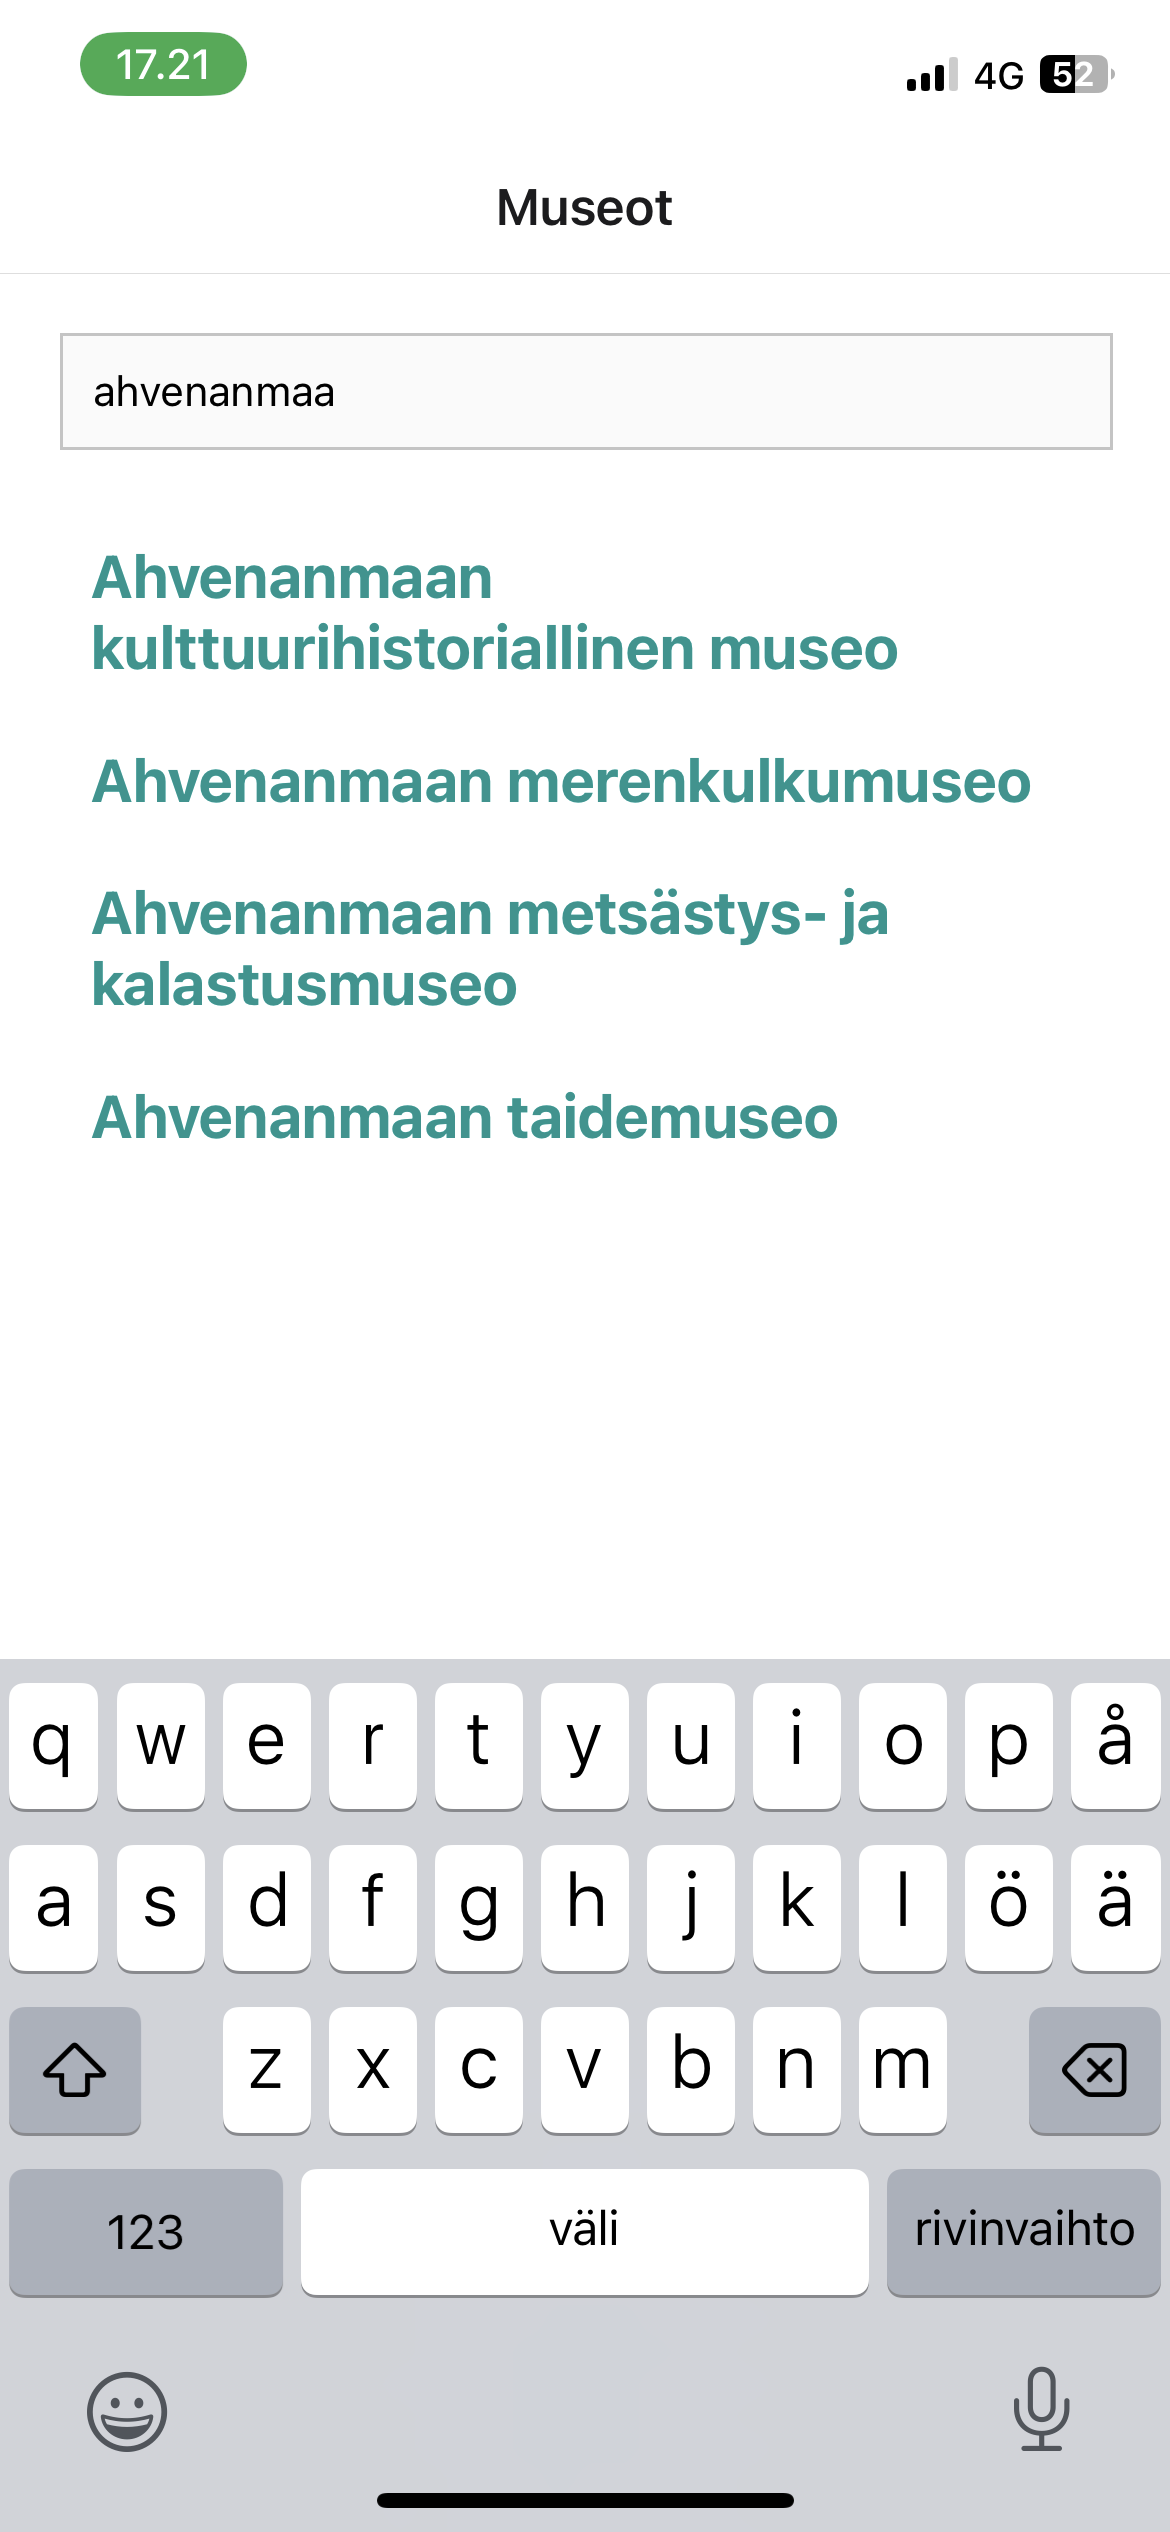 17.21
4G 52
Museot
ahvenanmaa
Ahvenanmaan
kulttuurihistoriallinen museo
Ahvenanmaan merenkulkumuseo
Ahvenanmaan metsästys- ja
kalastusmuseo
Ahvenanmaan taidemuseo
q w e r t y u i o p å
a s d f g h j k l ö ä
z x c v b n m
123 väli rivinvaihto